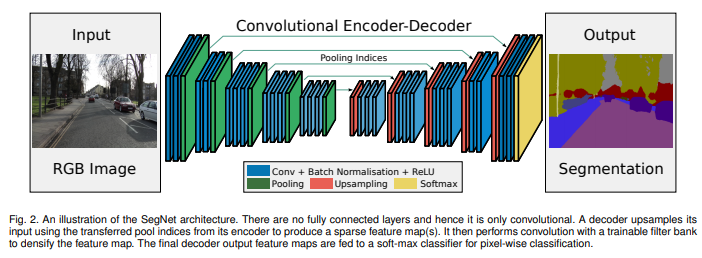 Convolutional Encoder-Decoder
Input
Output
Pooling Indices
RGB Image
Segmentation
Conv + Batch Normalisation + ReLU
Pooling
Upsampling
Softmax
Fig. 2. An illustration of the SegNet architecture. There are no fully connected layers and hence it is only convolutional. A decoder upsamples its
input using the transferred pool indices from its encoder to produce a sparse feature map(s). It then performs convolution with a trainable filter bank
to densify the feature map. The final decoder output feature maps are fed to a soft-max classifier for pixel-wise classification.